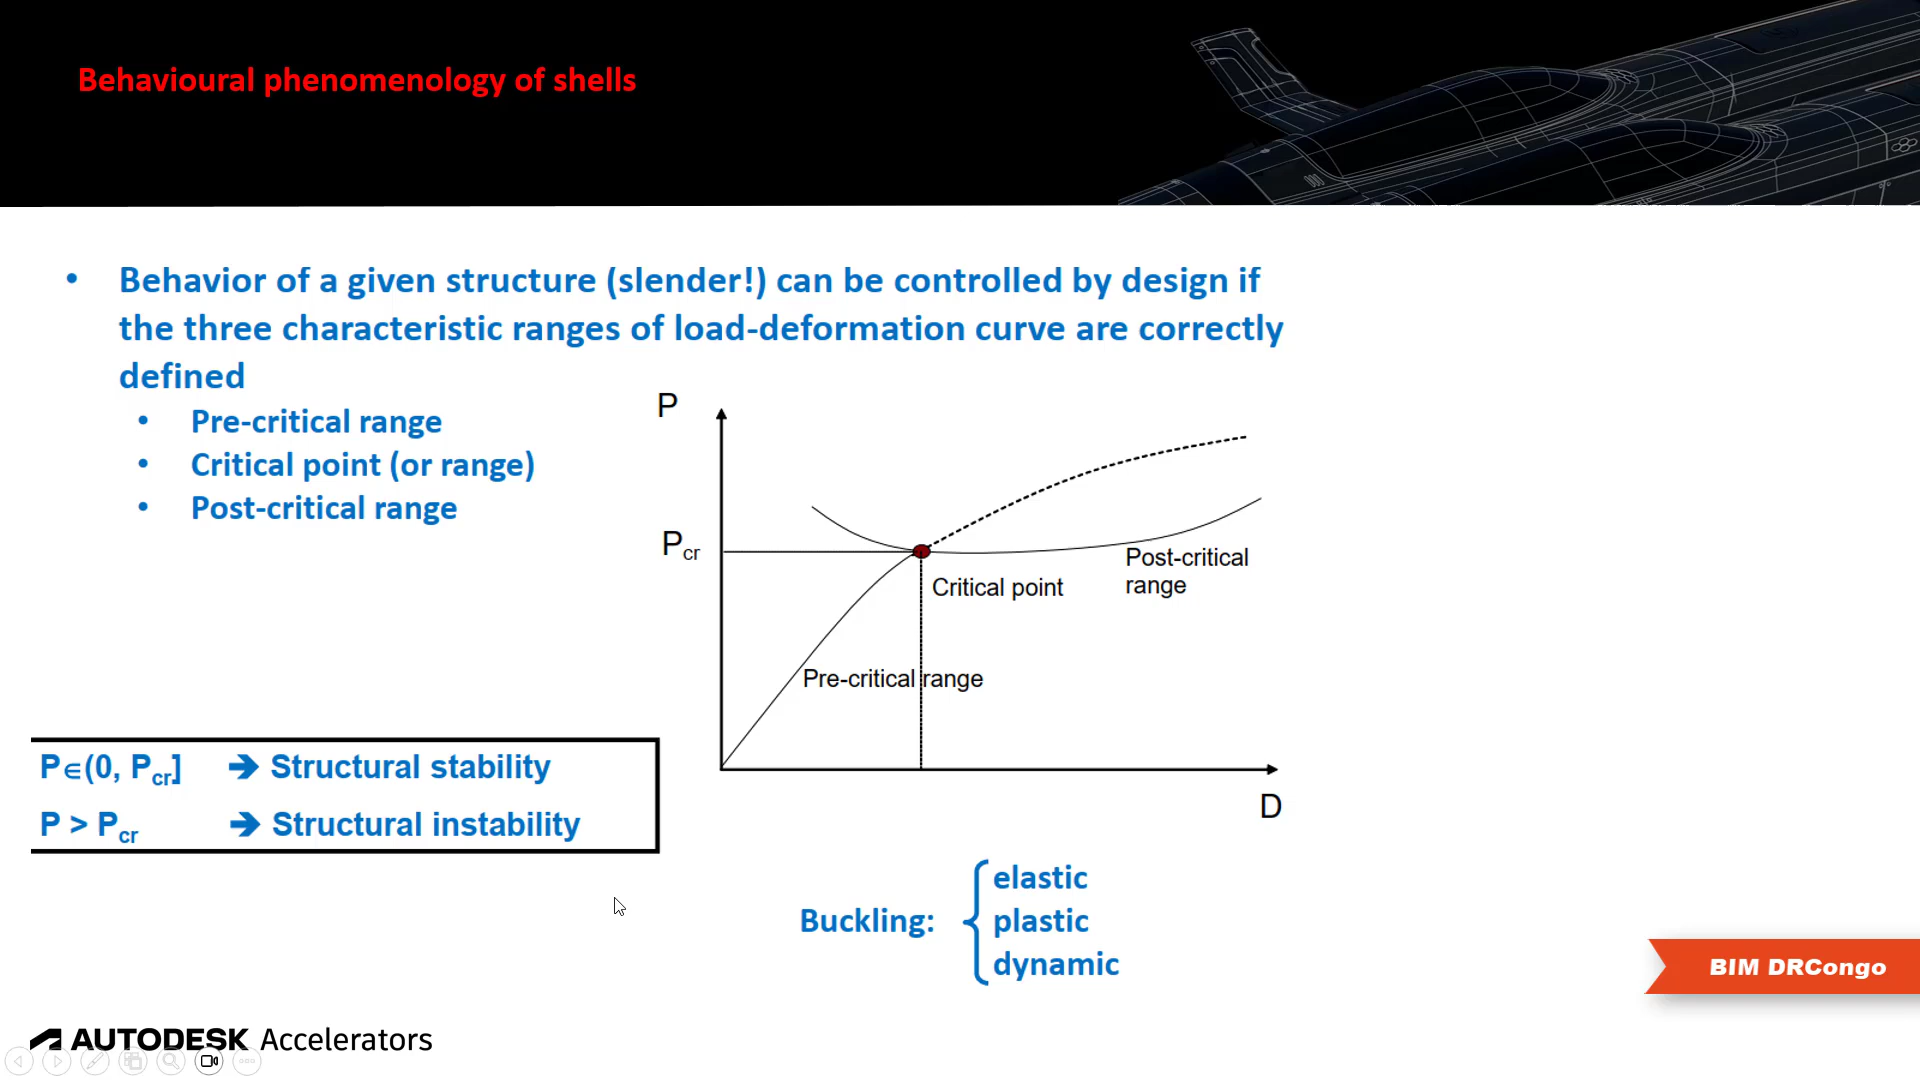 Behavioural phenomenology of shells
• Behavior of a given structure (slender!) can be controlled by design if
the three characteristic ranges of load-deformation curve are correctly
defined
• Pre-critical range
• Critical point (or range)
• Post-critical range
P
Pcr
Critical point
Post-critical
range
Pre-critical range
D
P∈(0, Pcr] ➔ Structural stability
P > Pcr ➔ Structural instability
Buckling:
elastic
plastic
dynamic
BIM DRCongo
AUTODESK Accelerators